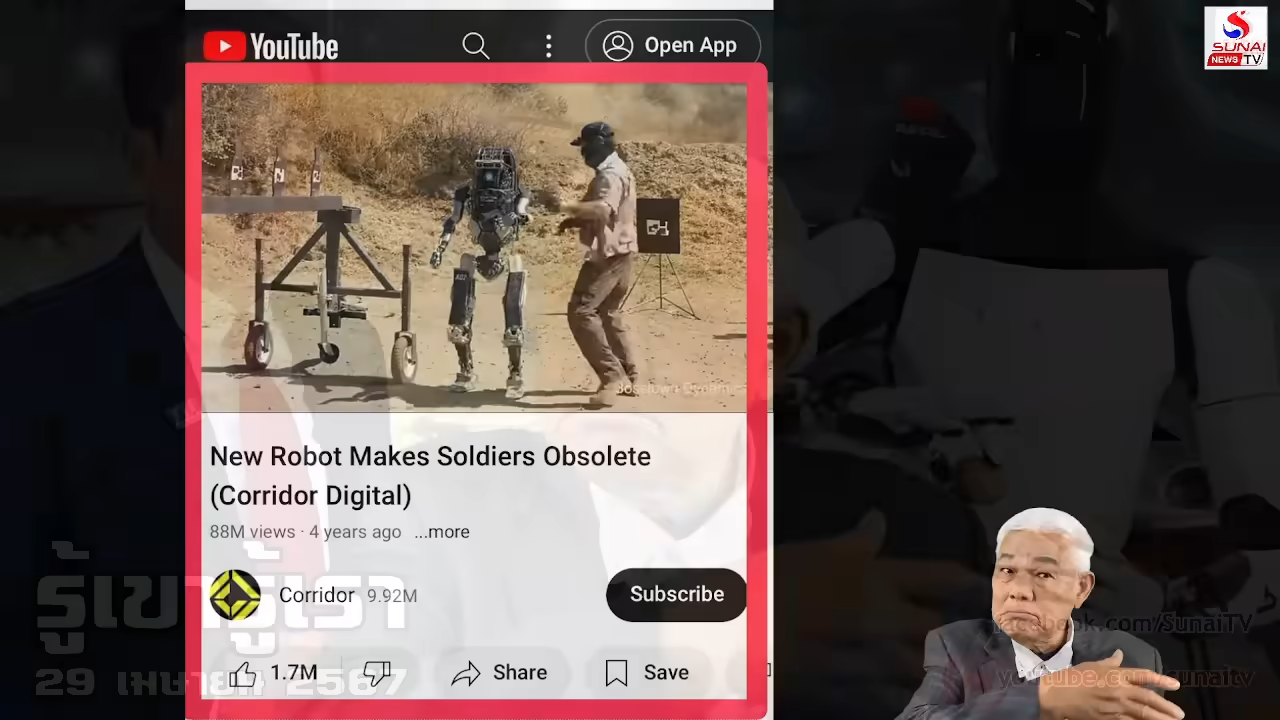 YouTube
Open App
SUNAI
NEWS TV
New Robot Makes Soldiers Obsolete
(Corridor Digital)
88M views · 4 years ago ...more
Corridor 9.92M
Subscribe
1.7M
Share
Save
รู้เขารู้เรา
29 เมษายน 2567
facebook.com/SunaiTV
youtube.com/sunaitv